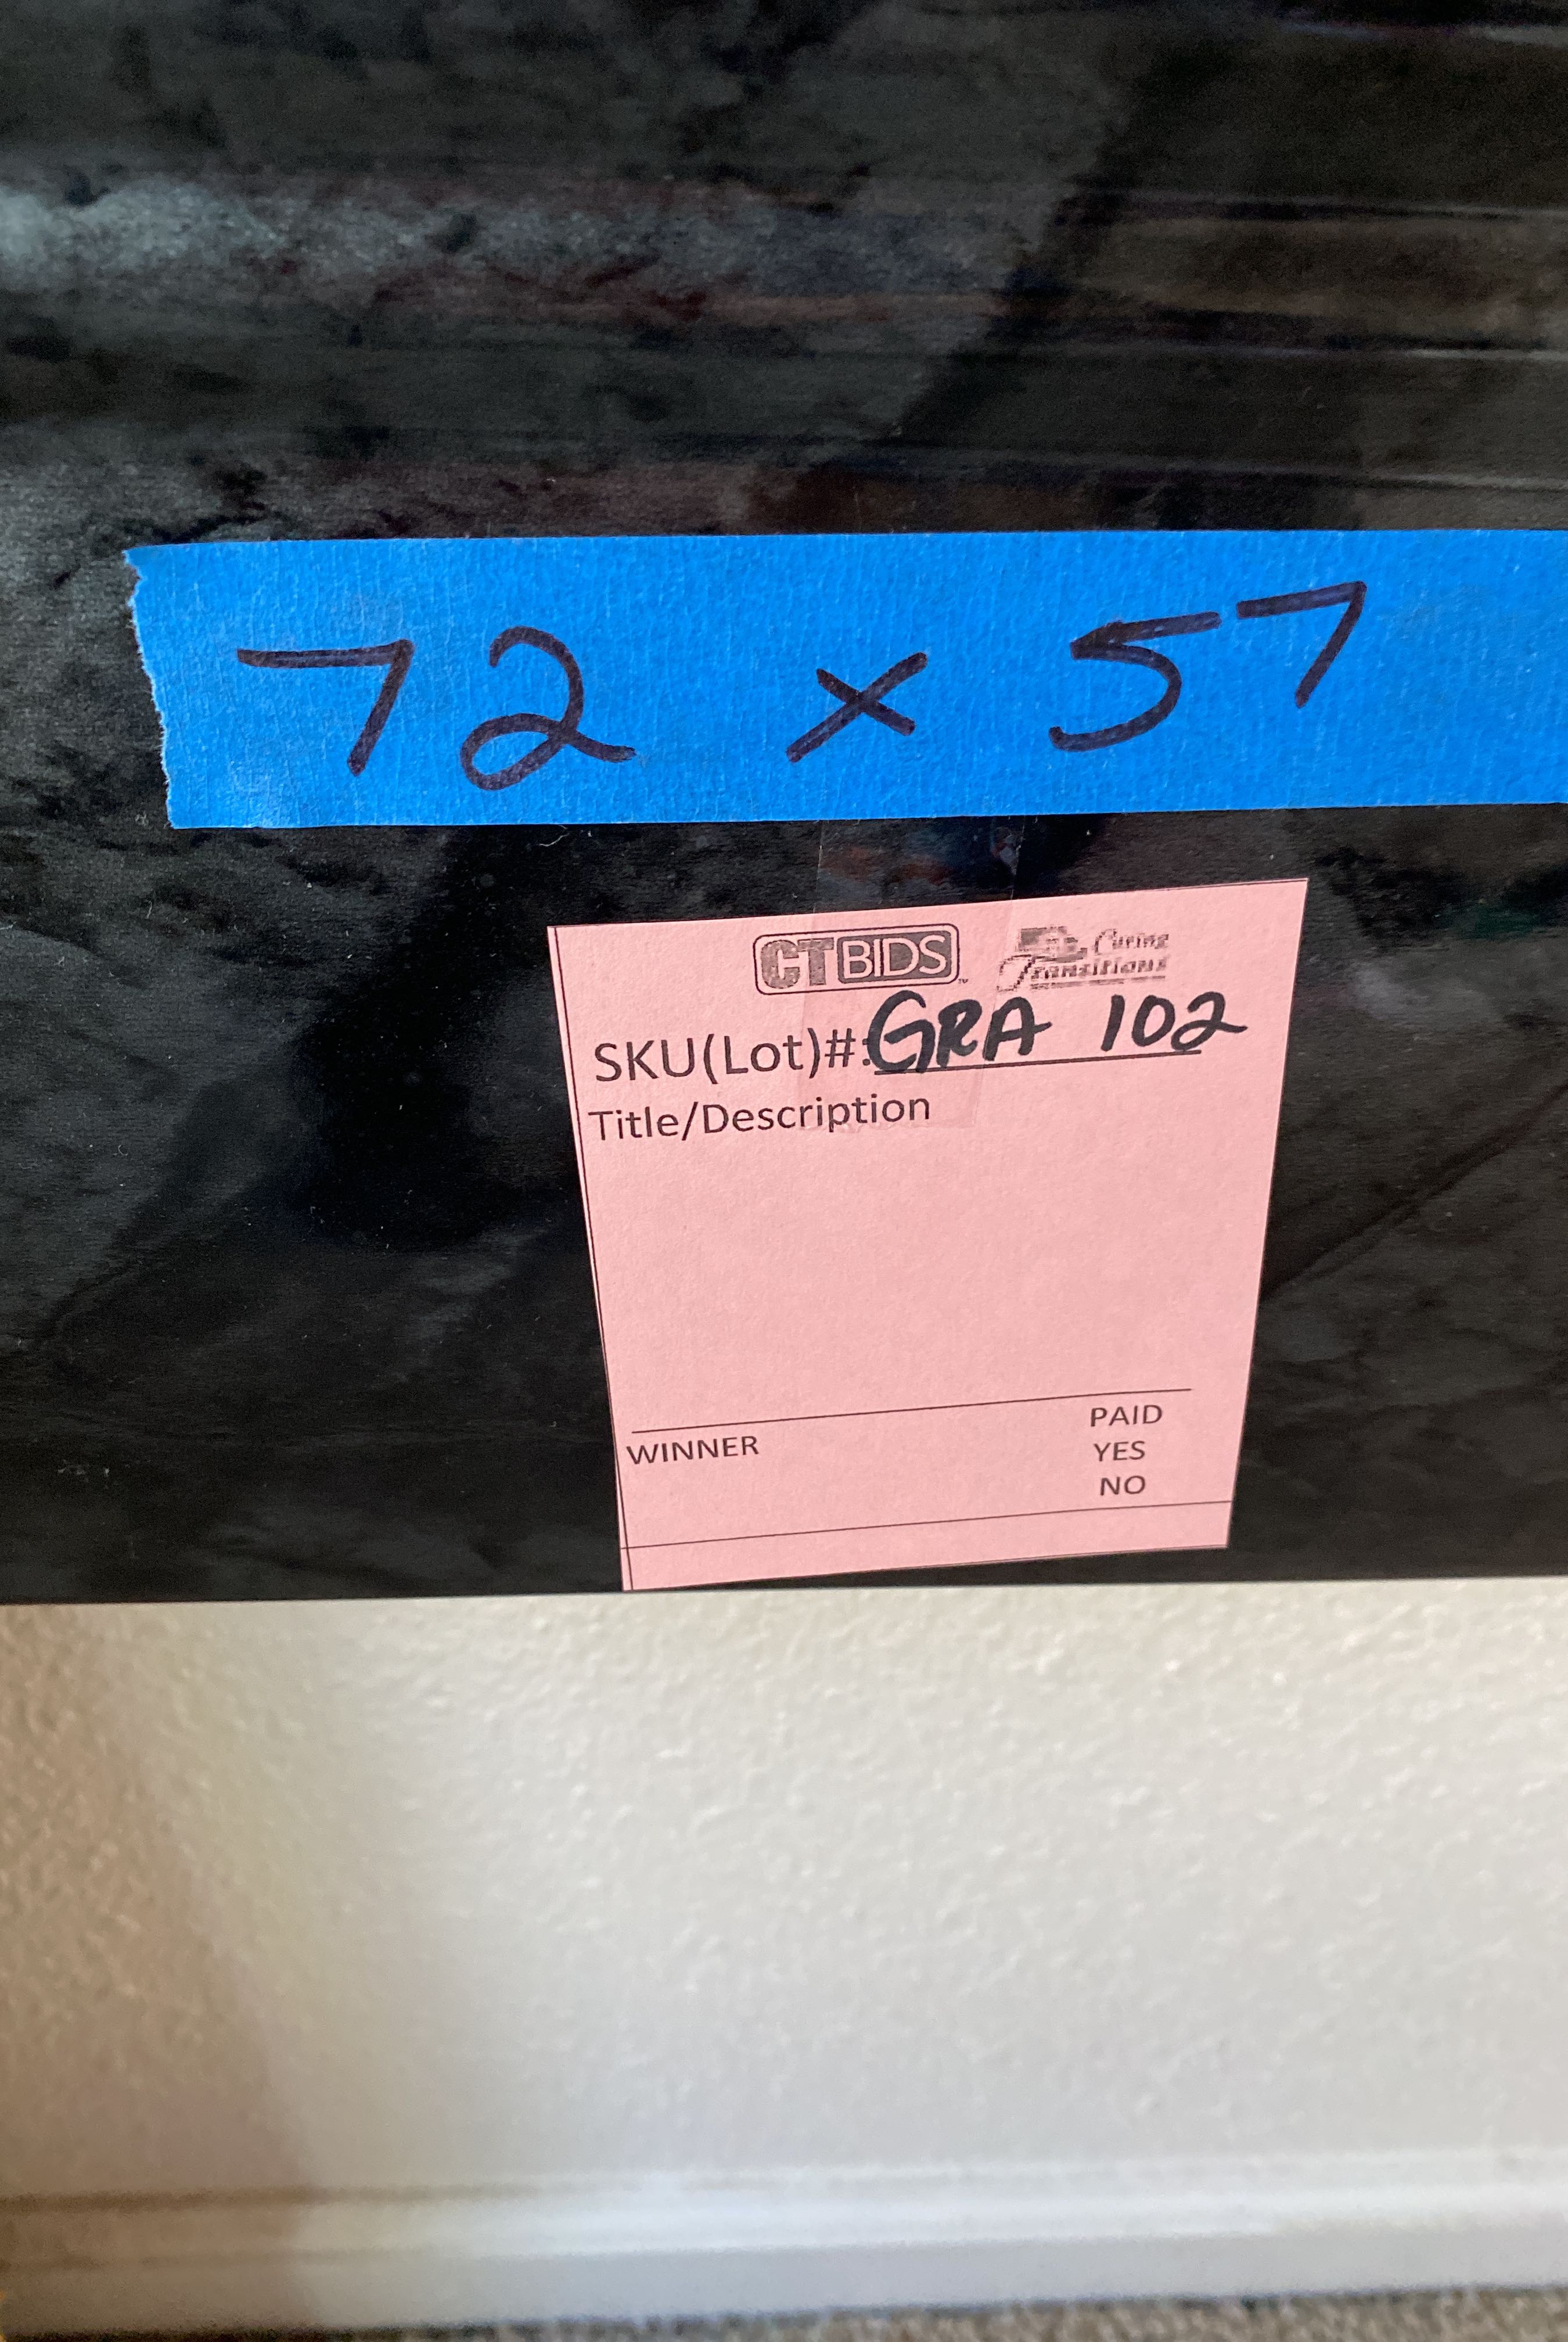 72 x 57
CTBIDS Caring Transitions
SKU(Lot)#: GRA 102
Title/Description
PAID
WINNER YES
NO